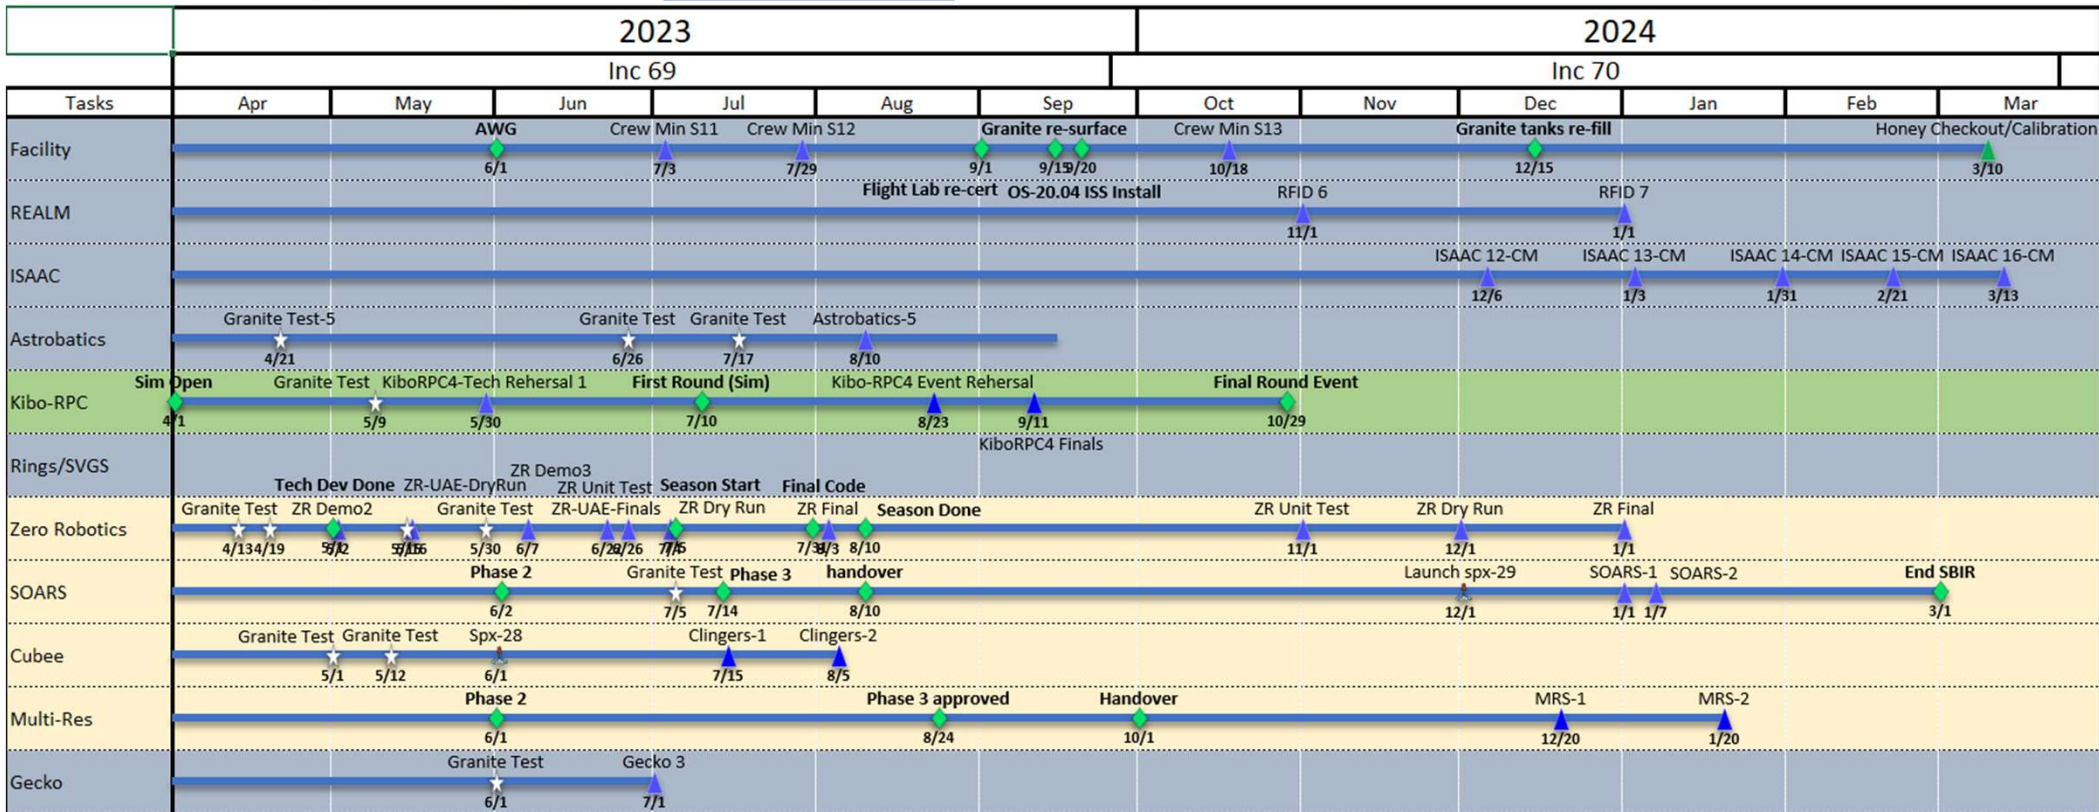 2023 2024
Inc 69 Inc 70
Tasks Apr May Jun Jul Aug Sep Oct Nov Dec Jan Feb Mar
AWG Crew Min S11 Crew Min S12 Granite re-surface Crew Min S13 Granite tanks re-fill Honey Checkout/Calibration
Facility
6/1 7/3 7/29 9/1 9/15 9/20 10/18 12/15 3/10
Flight Lab re-cert OS-20.04 ISS Install RFID 6 RFID 7
REALM
11/1 1/1
ISAAC 12-CM ISAAC 13-CM ISAAC 14-CM ISAAC 15-CM ISAAC 16-CM
ISAAC
12/6 1/3 1/31 2/21 3/13
Granite Test-5 Granite Test Granite Test Astrobatics-5
Astrobatics
4/21 6/26 7/17 8/10
Sim Open Granite Test KiboRPC4-Tech Rehersal 1 First Round (Sim) Kibo-RPC4 Event Rehersal Final Round Event
Kibo-RPC
4/1 5/9 5/30 7/10 8/23 9/11 10/29
KiboRPC4 Finals
Rings/SVGS
ZR Demo3
Tech Dev Done ZR-UAE-DryRun ZR Unit Test Season Start Final Code
Granite Test ZR Demo2 Granite Test ZR-UAE-Finals ZR Dry Run ZR Final Season Done ZR Unit Test ZR Dry Run ZR Final
Zero Robotics
4/13 4/19 5/30 6/7 6/26 8/10 11/1 12/1 1/1
Phase 2 Granite Test Phase 3 handover Launch spx-29 SOARS-1 SOARS-2 End SBIR
SOARS
6/2 7/5 7/14 8/10 12/1 1/1 1/7 3/1
Granite Test Granite Test Spx-28 Clingers-1 Clingers-2
Cubee
5/1 5/12 6/1 7/15 8/5
Phase 2 Phase 3 approved Handover MRS-1 MRS-2
Multi-Res
6/1 8/24 10/1 12/20 1/20
Granite Test Gecko 3
Gecko
6/1 7/1